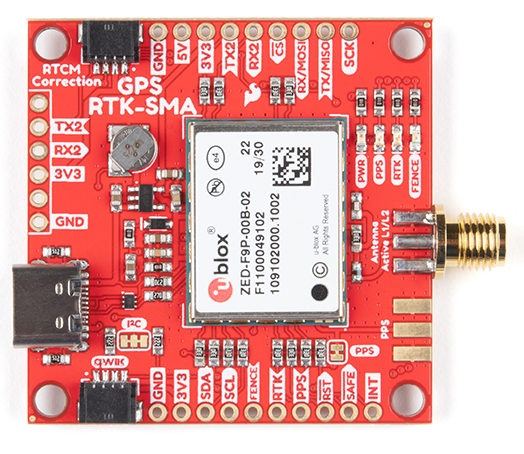 RTCM
Correction
GPS
RTK-SMA
GND
5V
3V3
TX2
RX2
CS
RX/MOSI
TX/MISO
SCK
TX2
RX2
3V3
GND
PWR
PPS
RTK
FENCE
u blox®
ZED-F9P-00B-02
F1100049102
109102000.1002
22
19/30
e4
Pb
© u-blox AG
All Rights Reserved
Antenna
Active L1/L2
PPS
I²C
QWIIC
PPS
GND
3V3
SDA
SCL
FENCE
RTK
PPS
RST
SAFE
INT